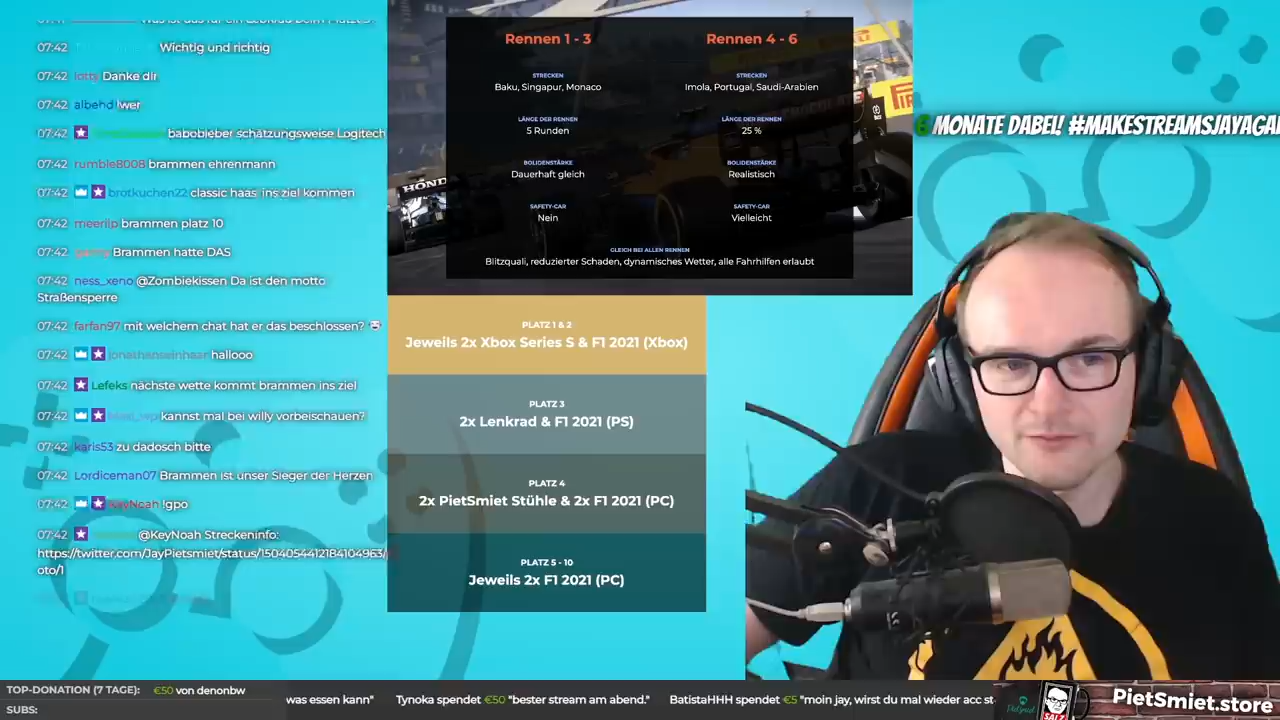 07:42 Wichtig und richtig
07:42 lotty Danke dir
07:42 albehd !wer
07:42 babobieber schätzungsweise Logitech
07:42 rumble8008 brammen ehrenmann
07:42 brotkuchen22 classic haas ins ziel kommen
07:42 meeriip brammen platz 10
07:42 Brammen hatte DAS
07:42 ness_xeno @Zombiekissen Da ist den motto
Straßensperre
07:42 farfan97 mit welchem chat hat er das beschlossen?
07:42 jonathanseinhaar hallooo
07:42 Lefeks nächste wette kommt brammen ins ziel
07:42 kannst mal bei willy vorbeischauen?
07:42 karis53 zu dadosch bitte
07:42 Lordiceman07 Brammen ist unser Sieger der Herzen
07:42 KayNoah !gpo
07:42 @KeyNoah Streckeninfo:
https://twitter.com/JayPietsmiet/status/1504054412184104963/
oto/1
Rennen 1 - 3
STRECKEN
Baku, Singapur, Monaco
LÄNGE DER RENNEN
5 Runden
BOLIDENSTÄRKE
Dauerhaft gleich
SAFETY-CAR
Nein
Rennen 4 - 6
STRECKEN
Imola, Portugal, Saudi-Arabien
LÄNGE DER RENNEN
25 %
BOLIDENSTÄRKE
Realistisch
SAFETY-CAR
Vielleicht
GLEICH BEI ALLEN RENNEN
Blitzquali, reduzierter Schaden, dynamisches Wetter, alle Fahrhilfen erlaubt
HOND
6 MONATE DABEI! #MAKESTREAMSJAYAGAI
PLATZ 1 & 2
Jeweils 2x Xbox Series S & F1 2021 (Xbox)
PLATZ 3
2x Lenkrad & F1 2021 (PS)
PLATZ 4
2x PietSmiet Stühle & 2x F1 2021 (PC)
PLATZ 5 - 10
Jeweils 2x F1 2021 (PC)
TOP-DONATION (7 TAGE): €50 von denonbw
SUBS:
was essen kgn" Tynoka spendet €50 "bester stream am abend." BatistaHHH spendet €5 "moin jay, wirst du mal wieder acc st
SALZ
PietSmiet.store